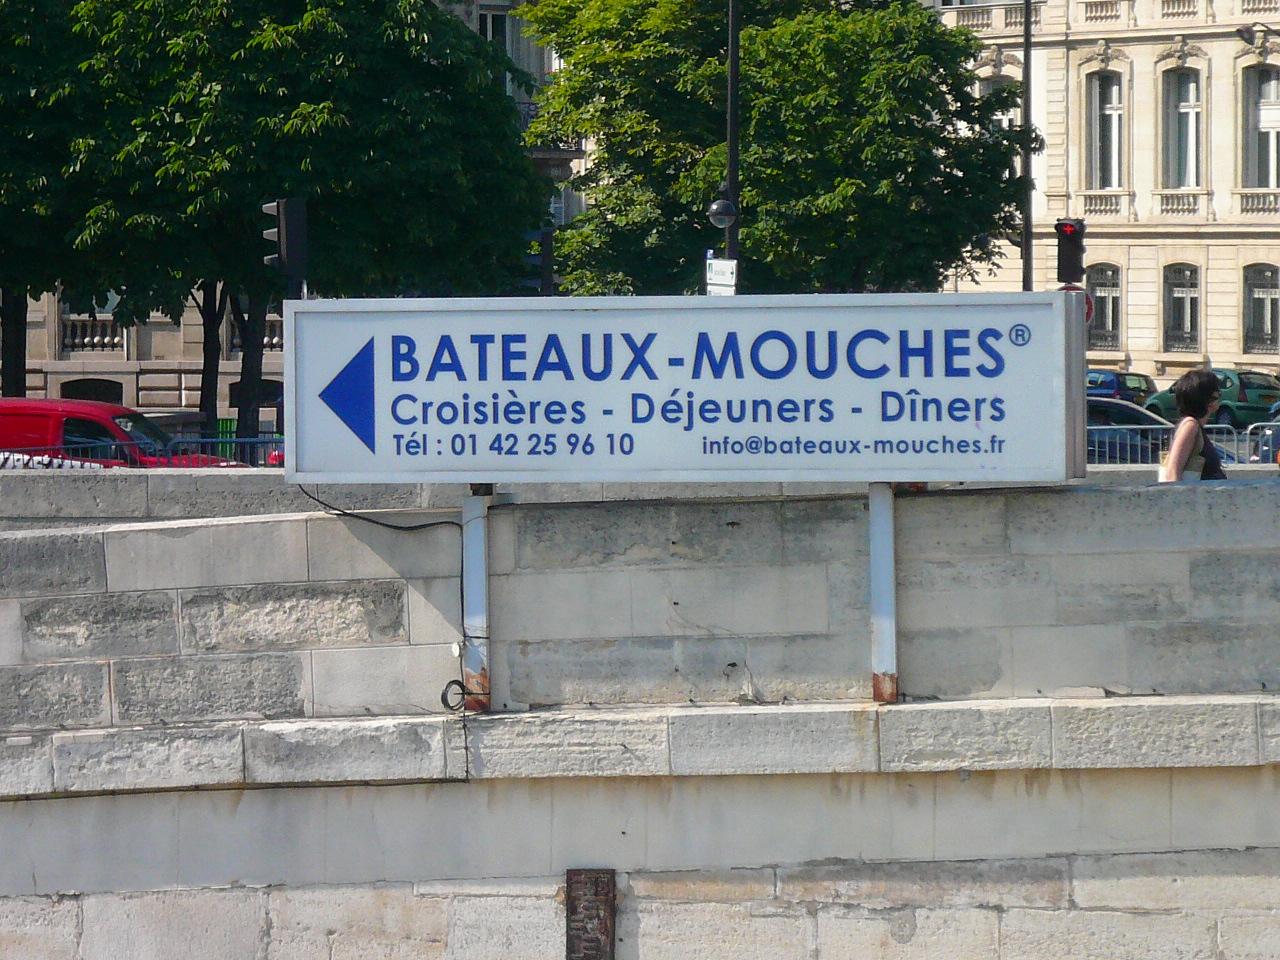 BATEAUX-MOUCHES®
Croisières - Déjeuners - Dîners
Tél : 01 42 25 96 10 info@bateaux-mouches.fr